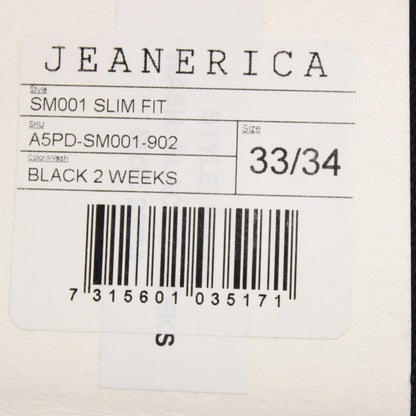 JEANERICA
Style
SM001 SLIM FIT
SKU
A5PD-SM001-902
Size
33/34
Color/Wash
BLACK 2 WEEKS
7 315601 035171
KS